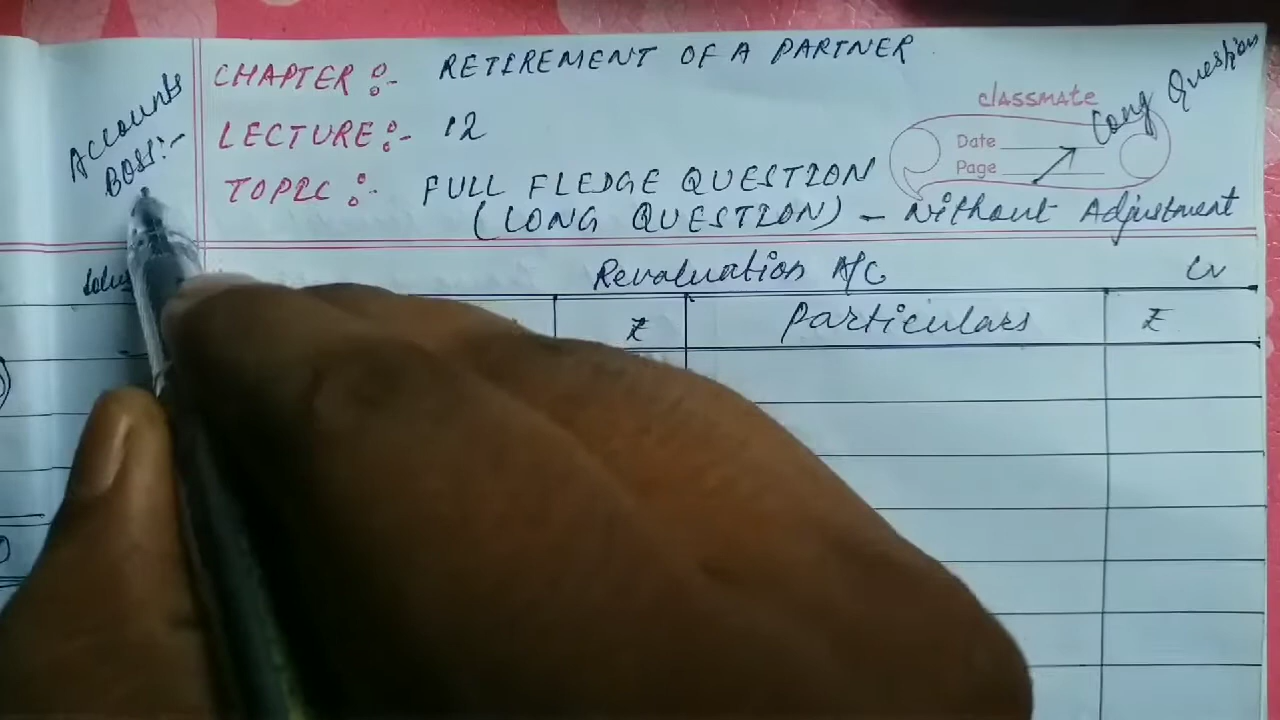 Accounts
BOSS:-
CHAPTER :- RETIREMENT OF A PARTNER
LECTURE :- 12
TOPIC :- FULL FLEDGE QUESTION
(LONG QUESTION) - Without Adjustment
classmate
Date
Page
Long Question
Revaluation A/C
Cr
₹ Particulars ₹